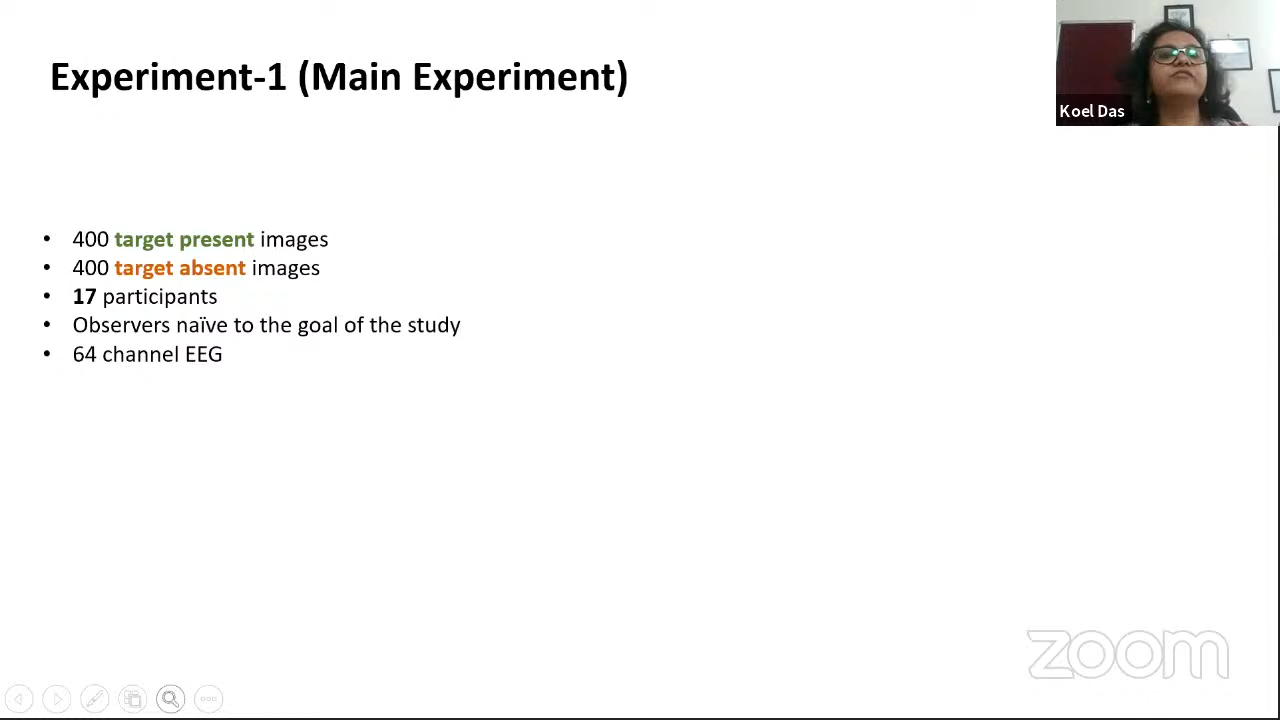 Experiment-1 (Main Experiment)
Koel Das
• 400 target present images
• 400 target absent images
• 17 participants
• Observers naïve to the goal of the study
• 64 channel EEG
zoom